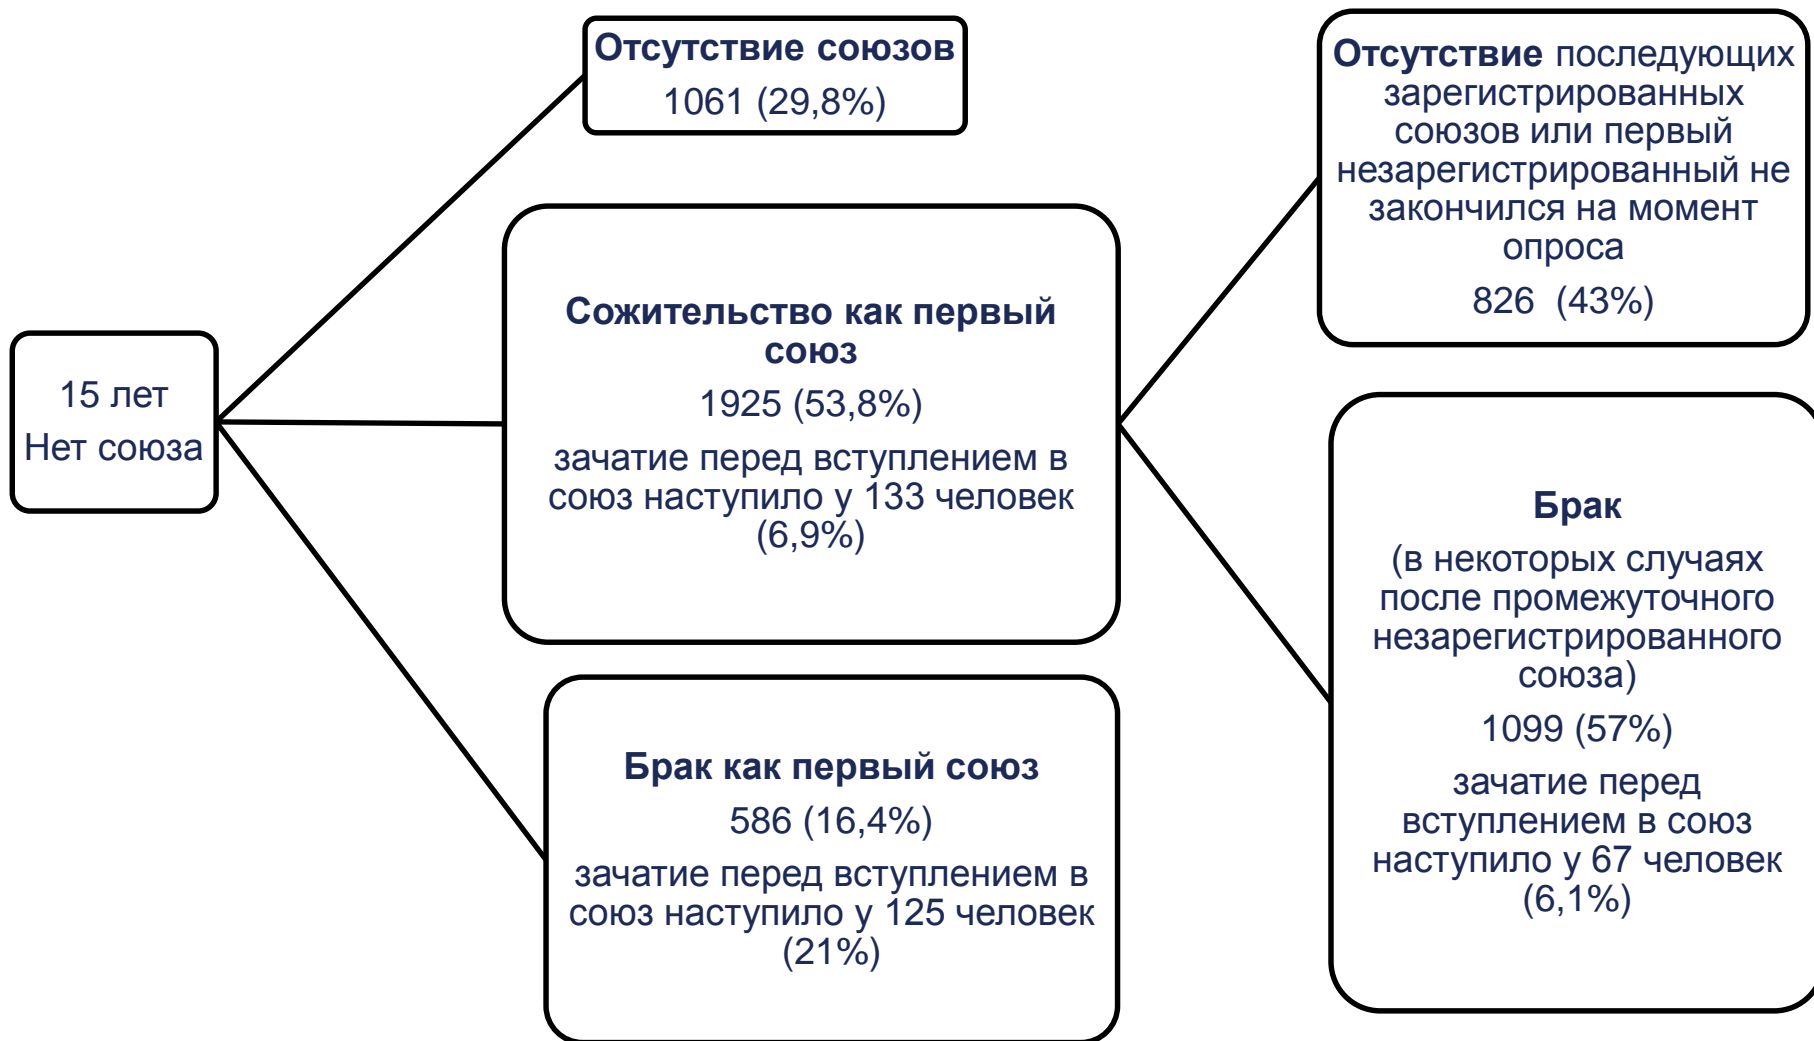 15 лет
Нет союза
Отсутствие союзов
1061 (29,8%)
Сожительство как первый
союз
1925 (53,8%)
зачатие перед вступлением в
союз наступило у 133 человек
(6,9%)
Брак как первый союз
586 (16,4%)
зачатие перед вступлением в
союз наступило у 125 человек
(21%)
Отсутствие последующих
зарегистрированных
союзов или первый
незарегистрированный не
закончился на момент
опроса
826 (43%)
Брак
(в некоторых случаях
после промежуточного
незарегистрированного
союза)
1099 (57%)
зачатие перед
вступлением в союз
наступило у 67 человек
(6,1%)